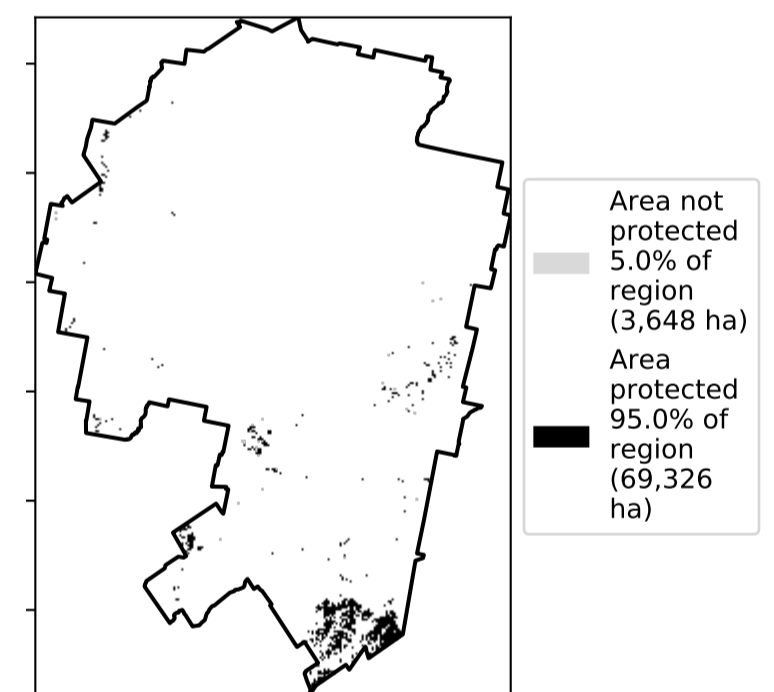 Area not
protected
5.0% of
region
(3,648 ha)
Area
protected
95.0% of
region
(69,326
ha)